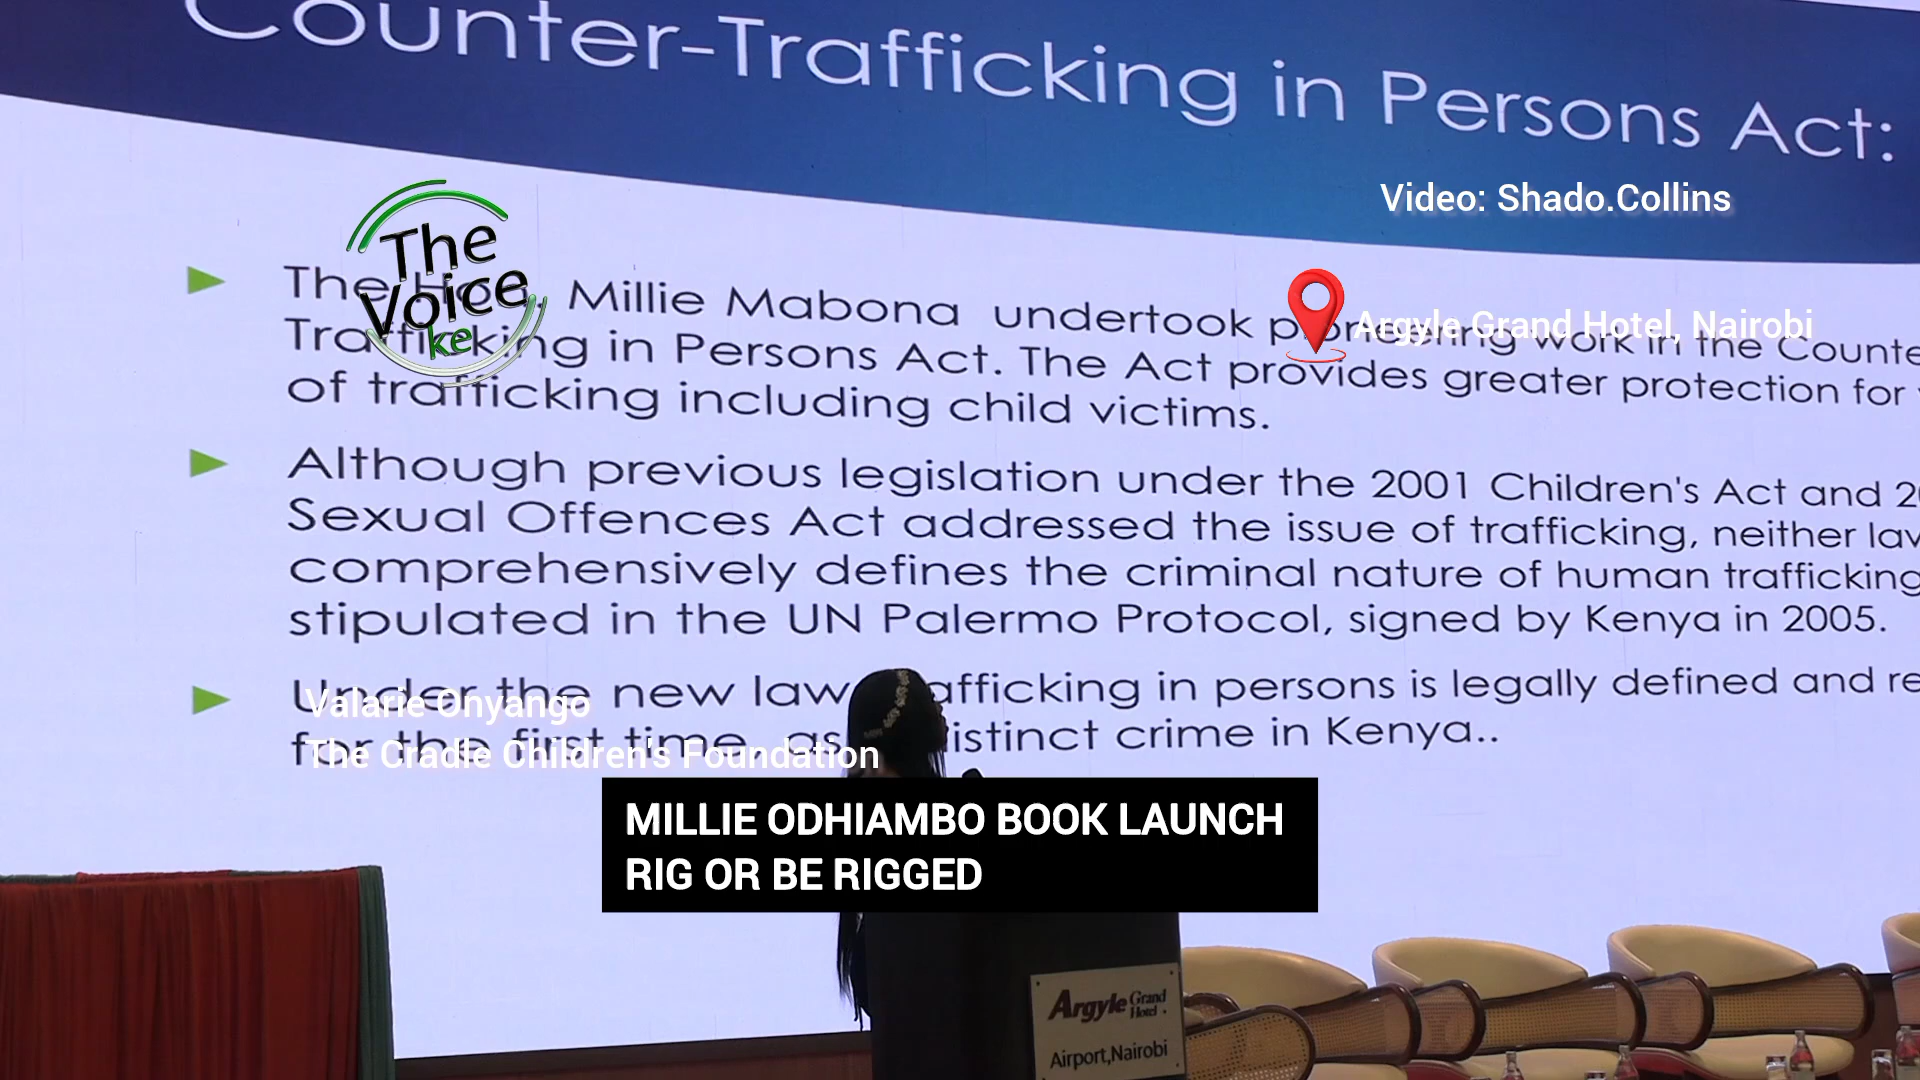 Counter-Trafficking in Persons Act:
Video: Shado.Collins
The Voice ke
Argyle Grand Hotel, Nairobi
The Hon. Millie Mabona undertook pioneering work in the
Trafficking in Persons Act. The Act provides greater protection for
of trafficking including child victims.
Although previous legislation under the 2001 Children's Act and
Sexual Offences Act addressed the issue of trafficking, neither
comprehensively defines the criminal nature of human trafficking
stipulated in the UN Palermo Protocol, signed by Kenya in 2005.
Under the new law, trafficking in persons is legally defined and
for the first time, as distinct crime in Kenya..
Valarie Onyango
The Cradle Children's Foundation
MILLIE ODHIAMBO BOOK LAUNCH
RIG OR BE RIGGED
Argyle Grand Hotel
Airport,Nairobi